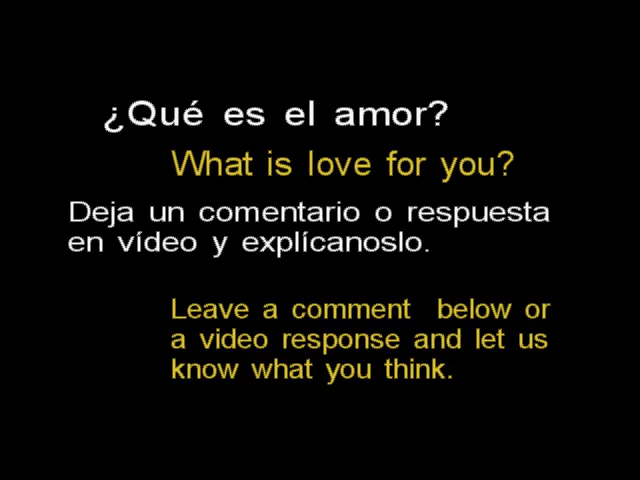 ¿Qué es el amor?
What is love for you?
Deja un comentario o respuesta
en vídeo y explícanoslo.
Leave a comment below or
a video response and let us
know what you think.